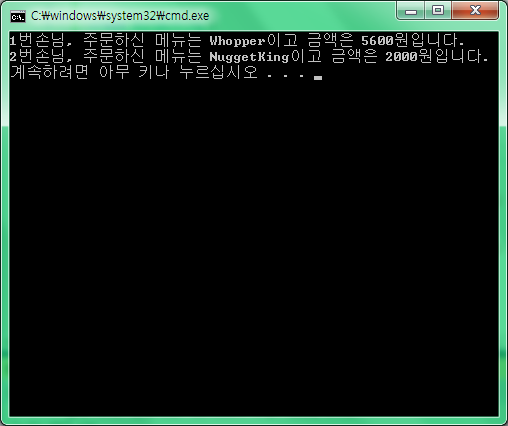 C:\windows\system32\cmd.exe
1번손님, 주문하신 메뉴는 Whopper이고 금액은 5600원입니다.
2번손님, 주문하신 메뉴는 NuggetKing이고 금액은 2000원입니다.
계속하려면 아무 키나 누르십시오 . . .